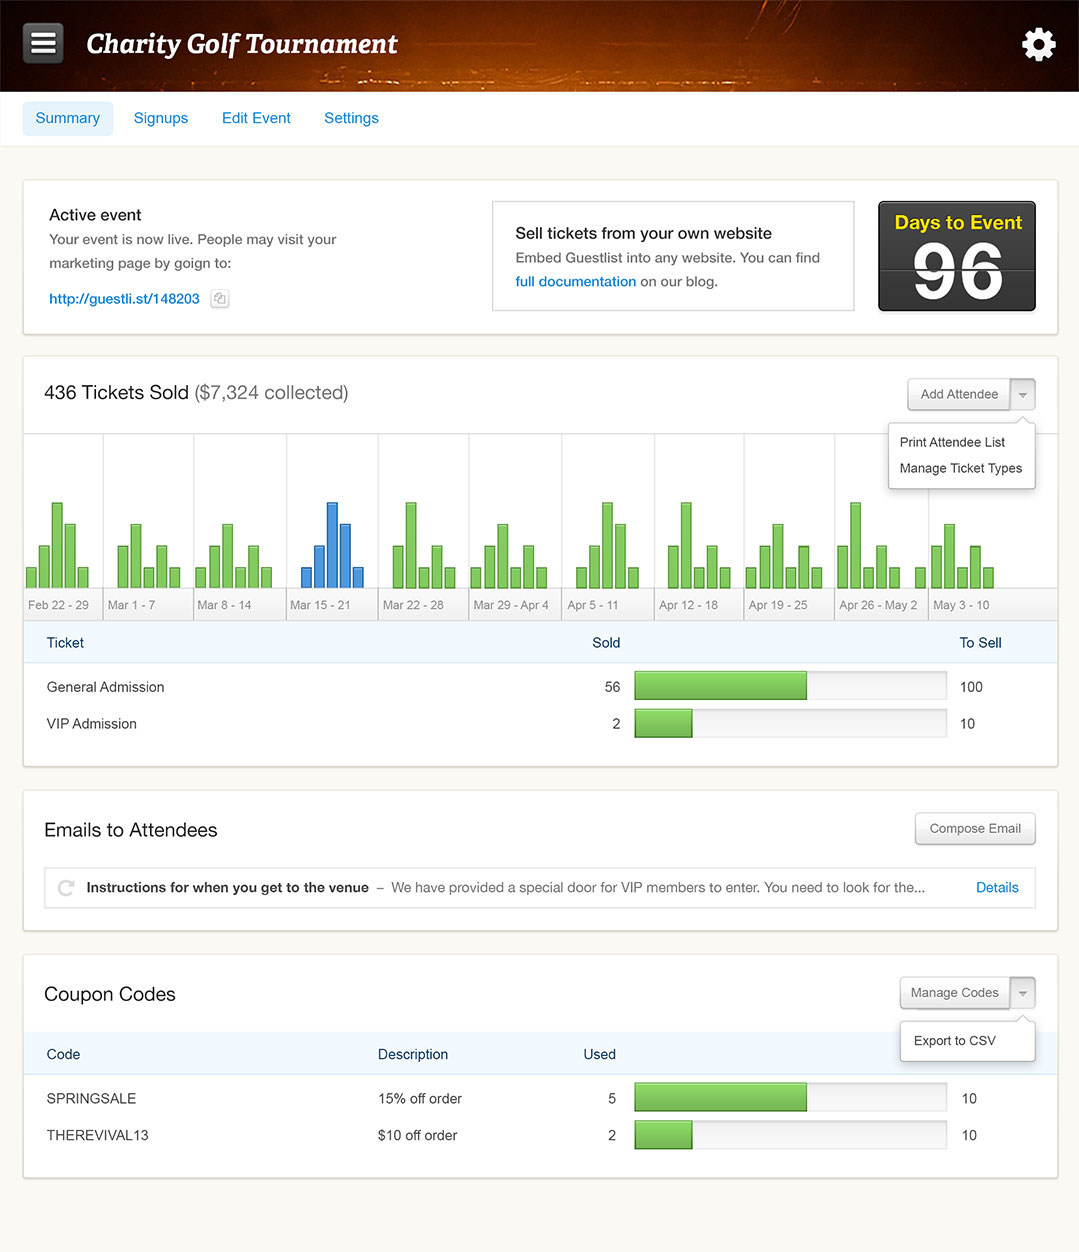 Charity Golf Tournament
Summary Signups Edit Event Settings
Active event
Your event is now live. People may visit your
marketing page by goign to:
http://guestli.st/148203
Sell tickets from your own website
Embed Guestlist into any website. You can find
full documentation on our blog.
Days to Event
96
436 Tickets Sold ($7,324 collected)
Add Attendee
Print Attendee List
Manage Ticket Types
Feb 22 - 29 Mar 1 - 7 Mar 8 - 14 Mar 15 - 21 Mar 22 - 28 Mar 29 - Apr 4 Apr 5 - 11 Apr 12 - 18 Apr 19 - 25 Apr 26 - May 2 May 3 - 10
Ticket Sold To Sell
General Admission 56 100
VIP Admission 2 10
Emails to Attendees
Compose Email
Instructions for when you get to the venue – We have provided a special door for VIP members to enter. You need to look for the... Details
Coupon Codes
Manage Codes
Export to CSV
Code Description Used
SPRINGSALE 15% off order 5 10
THEREVIVAL13 $10 off order 2 10